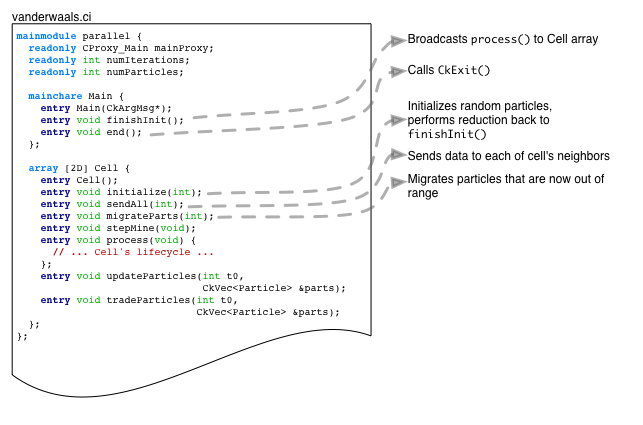 vanderwaals.ci
mainmodule parallel {
readonly CProxy_Main mainProxy;
readonly int numIterations;
readonly int numParticles;
mainchare Main {
entry Main(CkArgMsg*);
entry void finishInit();
entry void end();
};
array [2D] Cell {
entry Cell();
entry void initialize(int);
entry void sendAll(int);
entry void migrateParts(int);
entry void stepMine(void);
entry void process(void) {
// ... Cell's lifecycle ...
};
entry void updateParticles(int t0,
CkVec<Particle> &parts);
entry void tradeParticles(int t0,
CkVec<Particle> &parts);
};
};
Broadcasts process() to Cell array
Calls CkExit()
Initializes random particles,
performs reduction back to
finishInit()
Sends data to each of cell's neighbors
Migrates particles that are now out of
range